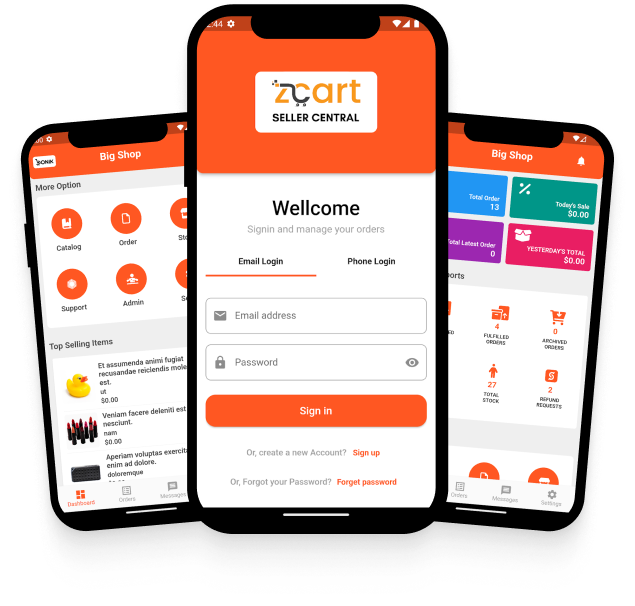 :00
SONIK
Big Shop
More Option
Catalog
Order
Support
Admin
Top Selling Items
Et assumenda animi fugiat
recusandae reiciendis
est.
ut
$0.00
Veniam facere deleniti est
nesciunt.
nam
$0.00
Aperiam voluptas
enim ad dolore.
doloremque
Dashboard
Orders
Messages
2:44
zcart
SELLER CENTRAL
Wellcome
Signin and manage your orders
Email Login
Phone Login
Email address
Password
Sign in
Or, create a new Account? Sign up
Or, Forgot your Password? Forget password
Big Shop
Total Order
13
Today's Sale
$0.00
Total Latest Order
0
YESTERDAY'S TOTAL
$0.00
4
FULFILLED
ORDERS
0
ARCHIVED
ORDERS
27
TOTAL
STOCK
2
REFUND
REQUESTS
Orders
Messages
Settings